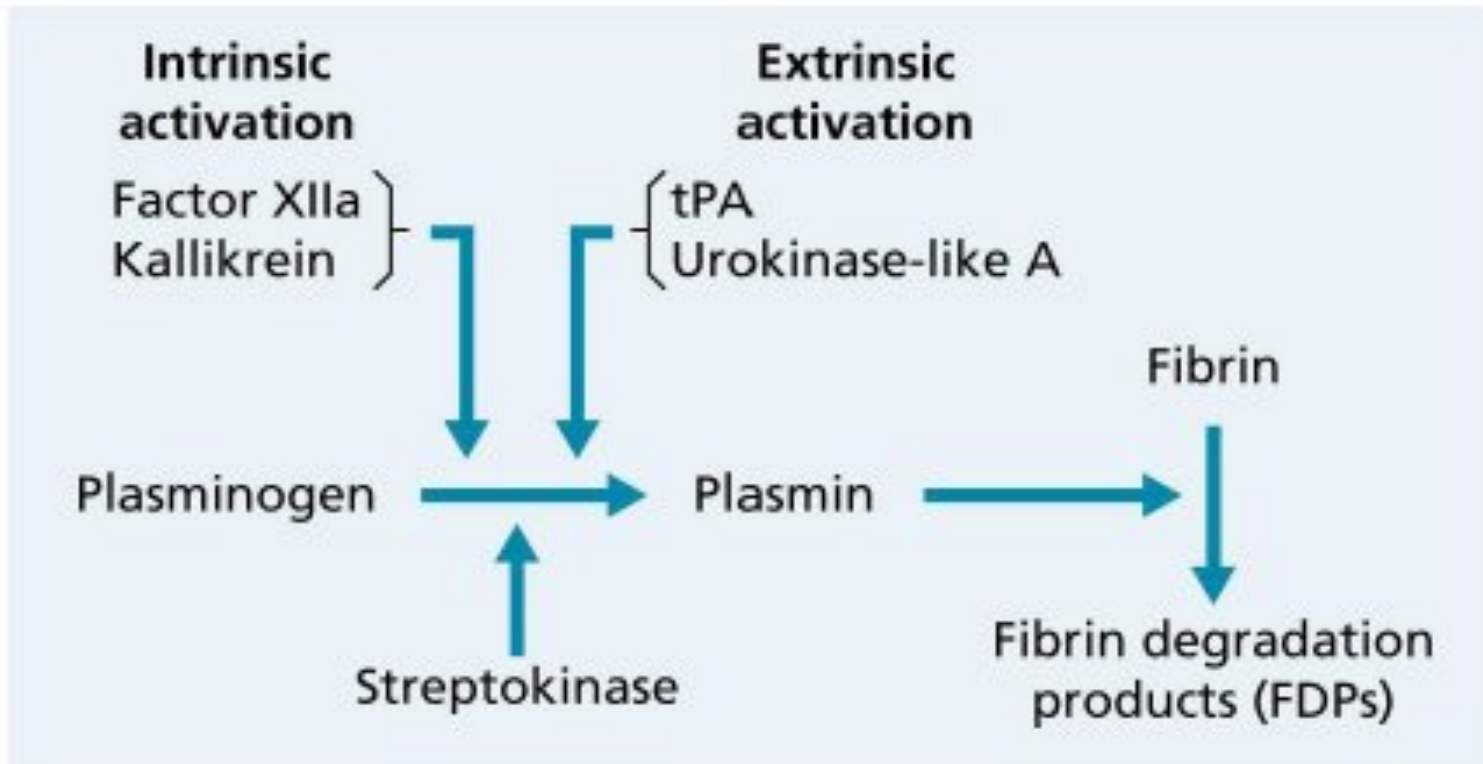 Intrinsic
activation
Factor XIIa
Kallikrein
Extrinsic
activation
tPA
Urokinase-like A
Fibrin
Plasminogen
Plasmin
Streptokinase
Fibrin degradation
products (FDPs)